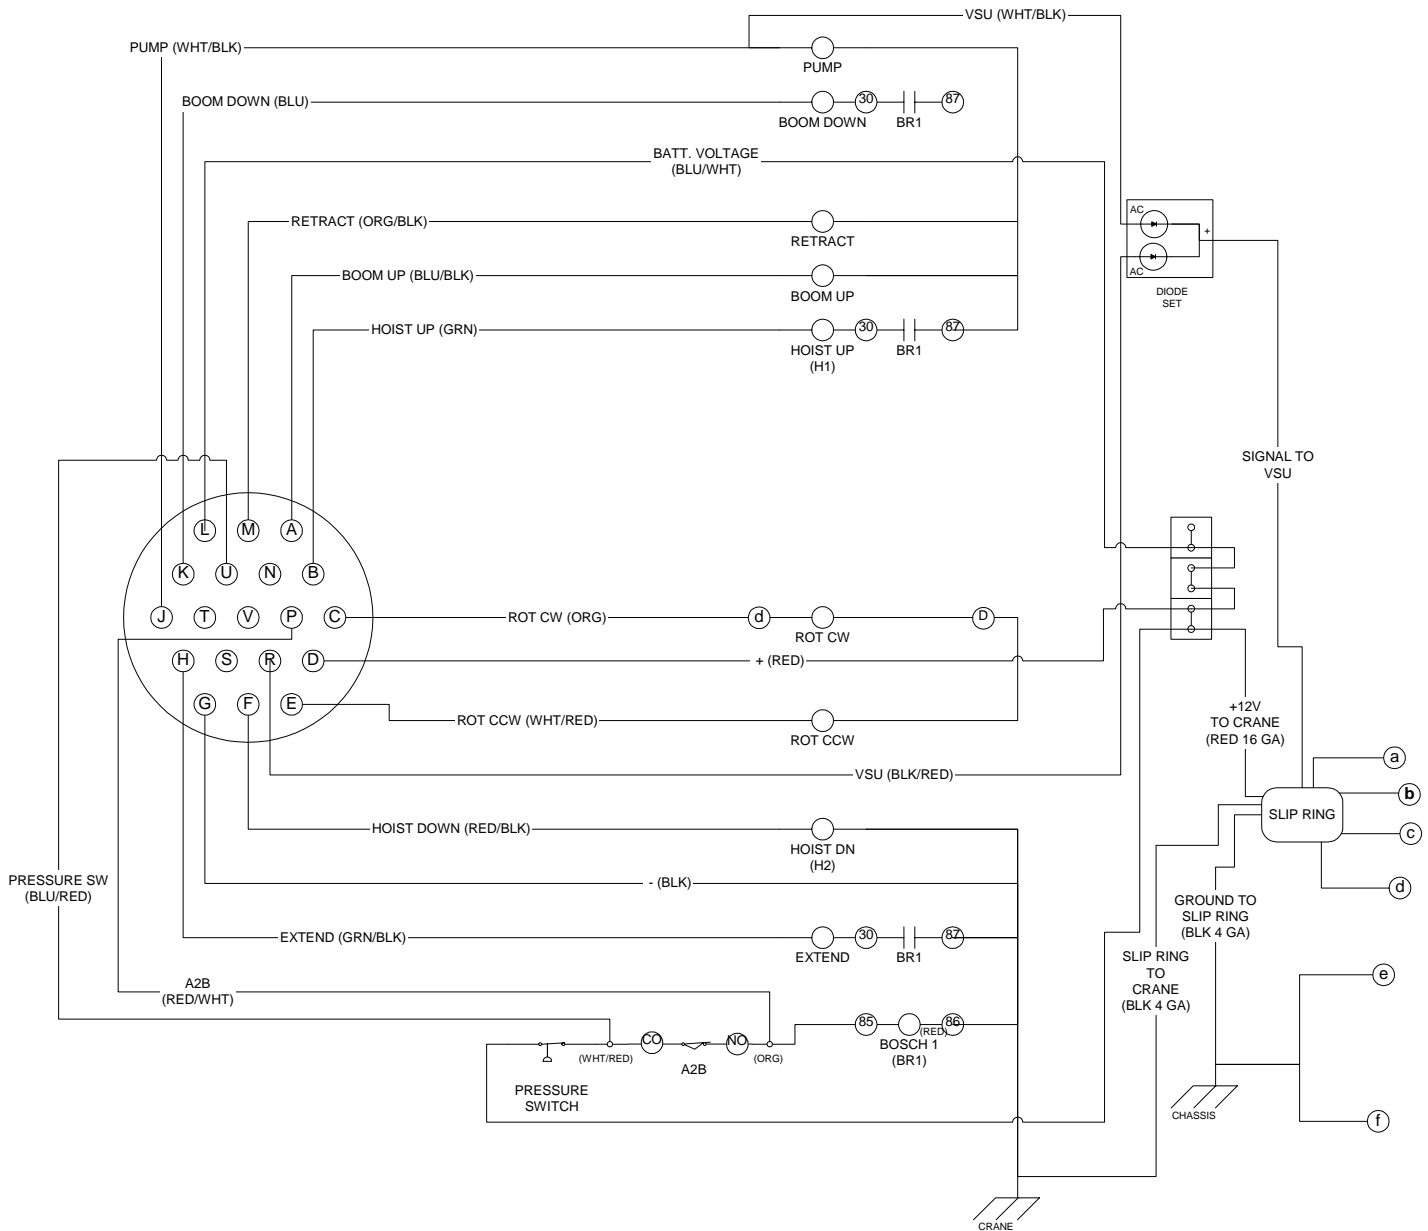 VSU (WHT/BLK)
PUMP (WHT/BLK)
PUMP
BOOM DOWN (BLU)
30
87
BOOM DOWN
BR1
BATT. VOLTAGE
(BLU/WHT)
RETRACT (ORG/BLK)
RETRACT
AC
+
AC
DIODE
SET
BOOM UP (BLU/BLK)
BOOM UP
HOIST UP (GRN)
30
87
HOIST UP
(H1)
BR1
SIGNAL TO
VSU
L
M
A
K
U
N
B
J
T
V
P
C
H
S
R
D
G
F
E
ROT CW (ORG)
d
D
ROT CW
+ (RED)
ROT CCW (WHT/RED)
ROT CCW
+12V
TO CRANE
(RED 16 GA)
VSU (BLK/RED)
SLIP RING
a
b
c
d
HOIST DOWN (RED/BLK)
HOIST DN
(H2)
PRESSURE SW
(BLU/RED)
- (BLK)
GROUND TO
SLIP RING
(BLK 4 GA)
EXTEND (GRN/BLK)
30
87
EXTEND
BR1
SLIP RING
TO
CRANE
(BLK 4 GA)
e
A2B
(RED/WHT)
85
86
(RED)
BOSCH 1
(BR1)
CO
NO
(WHT/RED)
(ORG)
A2B
PRESSURE
SWITCH
CHASSIS
f
CRANE